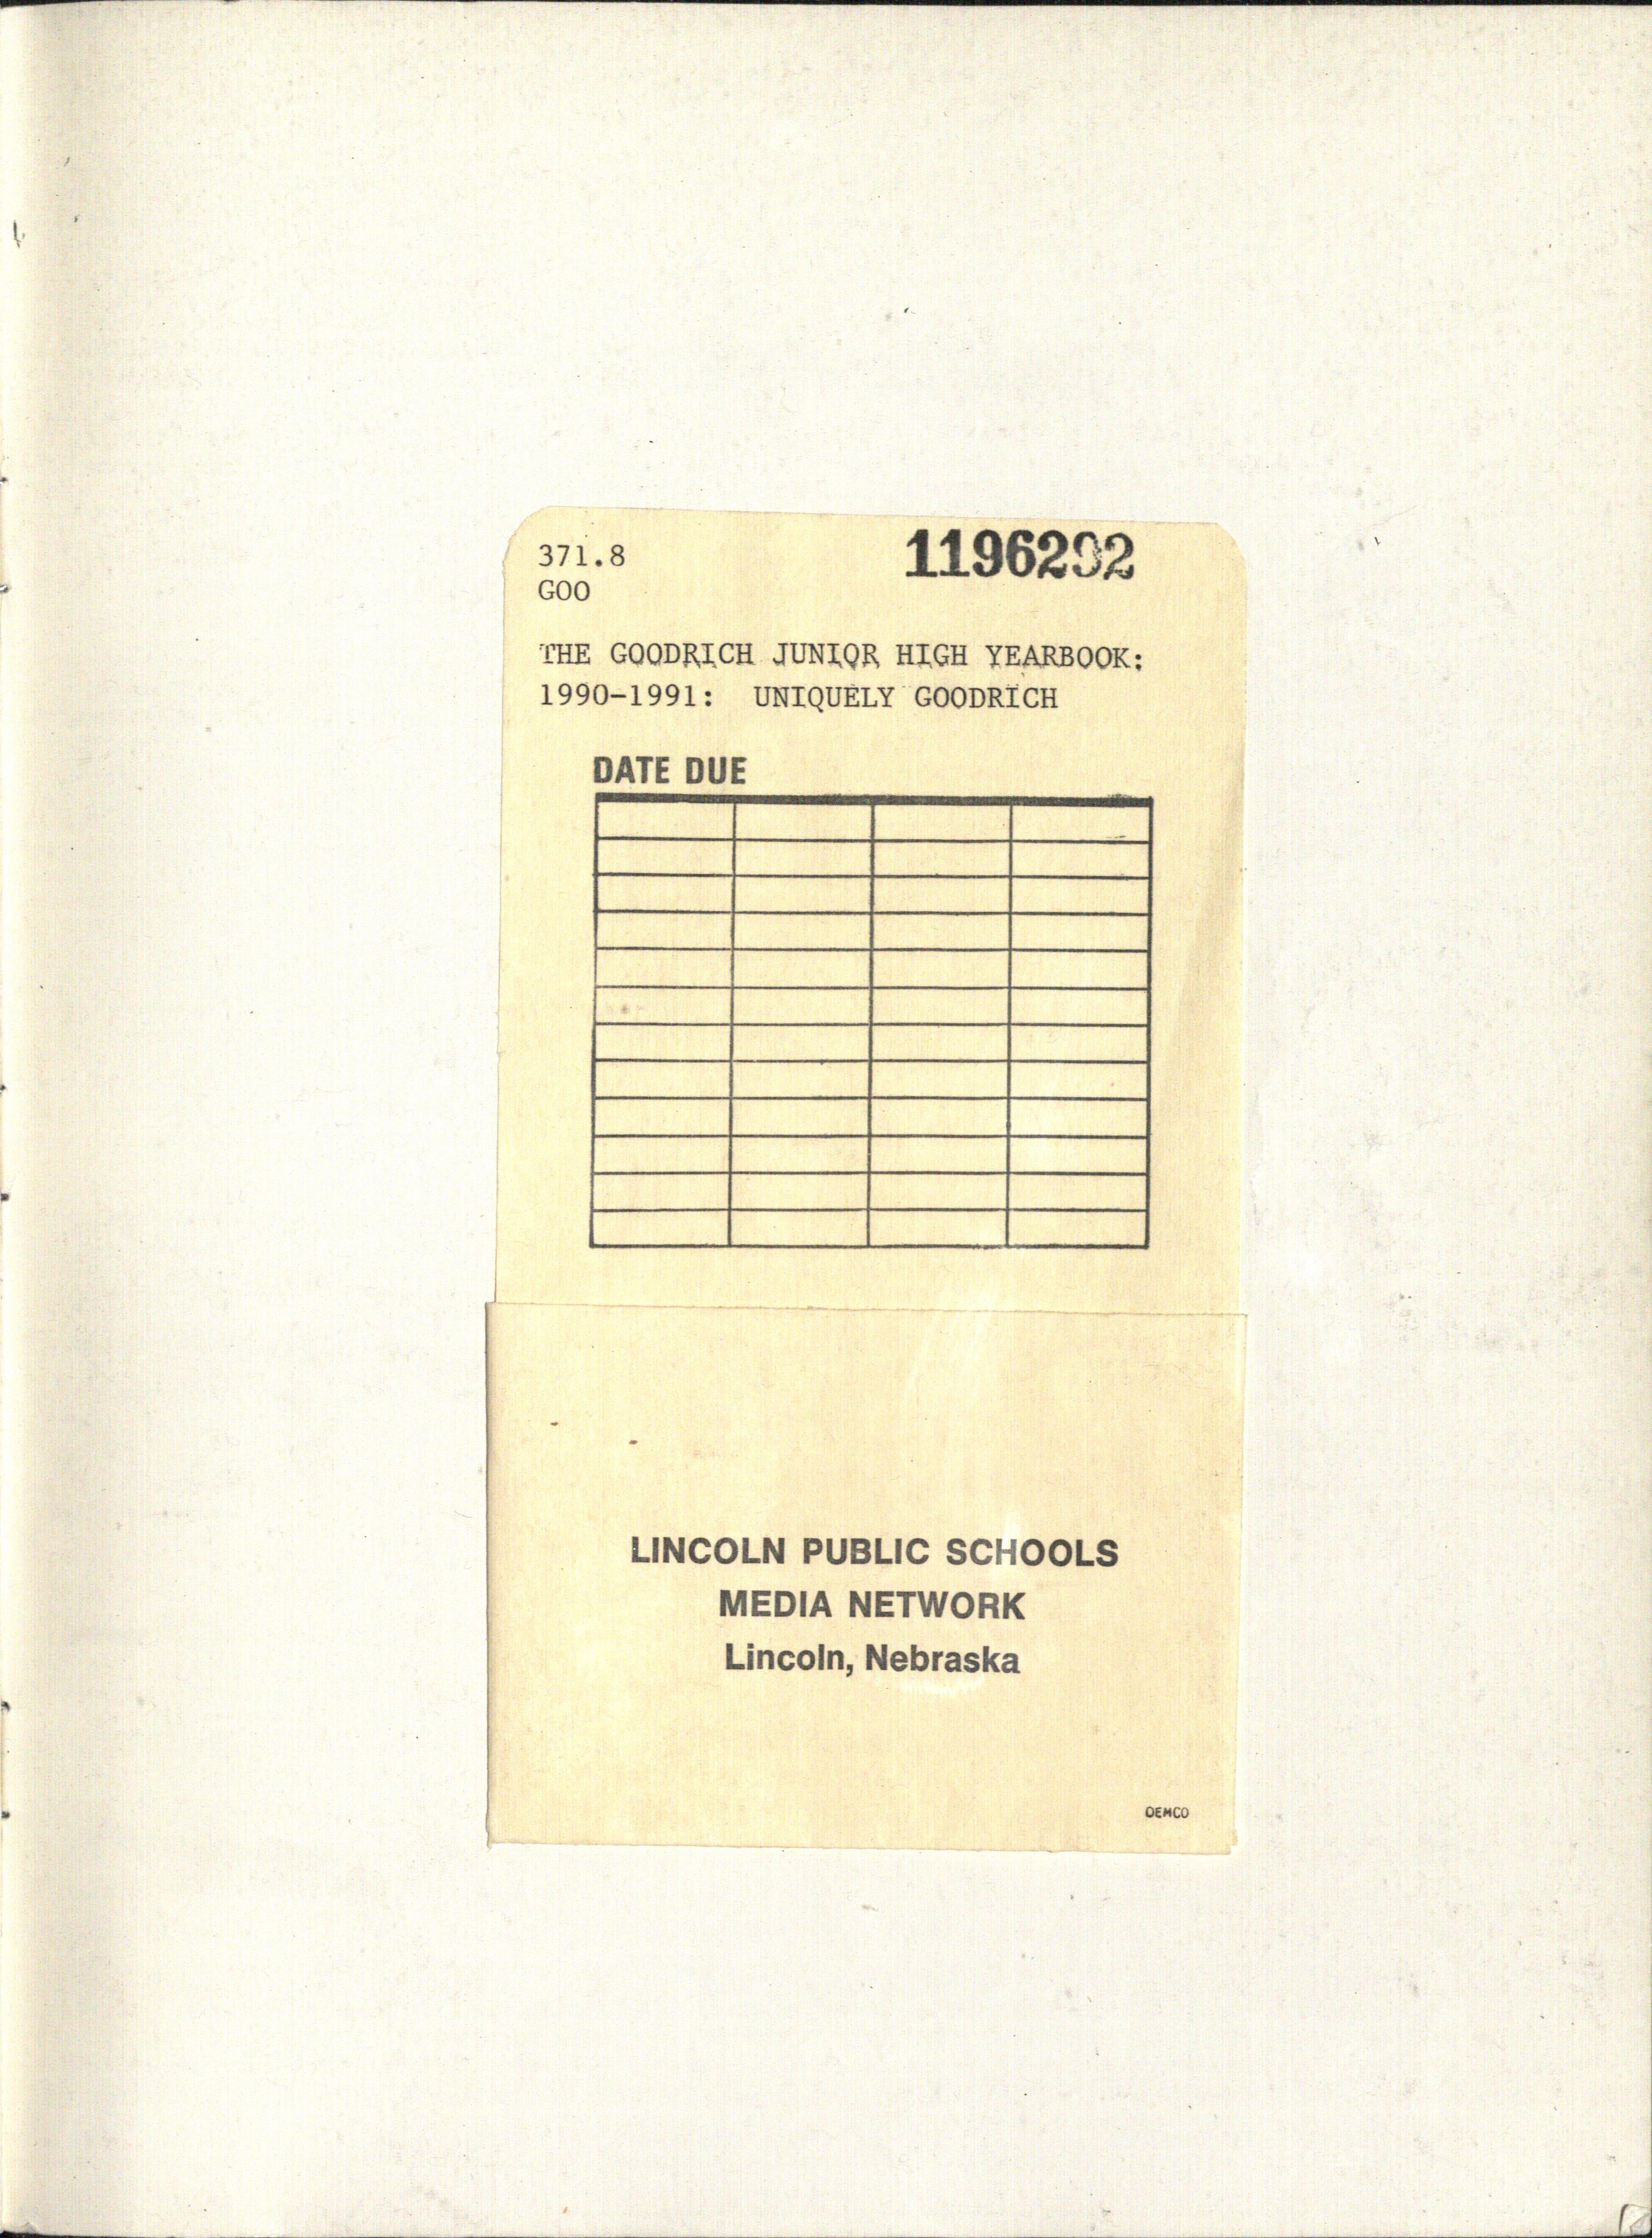 371.8
1196292
GOO
THE GOODRICH JUNIOR HIGH YEARBOOK:
1990-1991: UNIQUELY GOODRICH
DATE DUE
LINCOLN PUBLIC SCHOOLS
MEDIA NETWORK
Lincoln, Nebraska
DEMCO